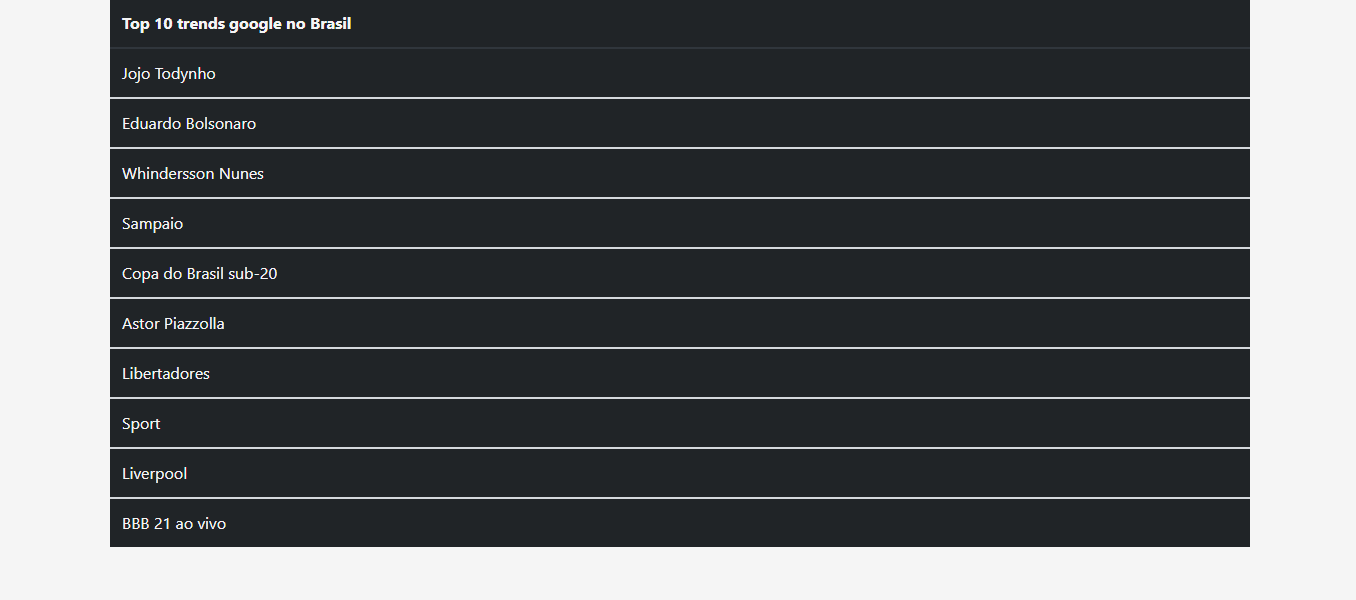 Top 10 trends google no Brasil
Jojo Todynho
Eduardo Bolsonaro
Whindersson Nunes
Sampaio
Copa do Brasil sub-20
Astor Piazzolla
Libertadores
Sport
Liverpool
BBB 21 ao vivo